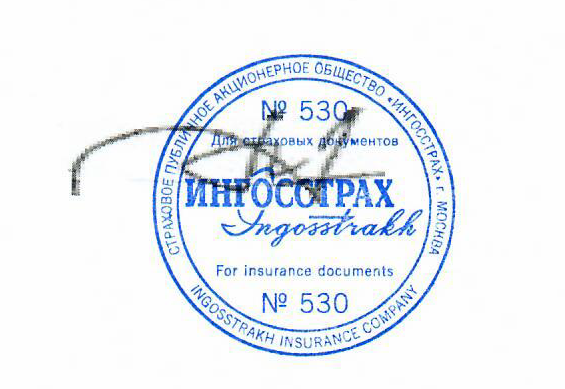 СТРАХОВОЕ ПУБЛИЧНОЕ АКЦИОНЕРНОЕ ОБЩЕСТВО «ИНГОССТРАХ» г. МОСКВА
№ 530
Для страховых документов
ИНГОССТРАХ
Ingosstrakh
For insurance documents
№ 530
INGOSSTRAKH INSURANCE COMPANY